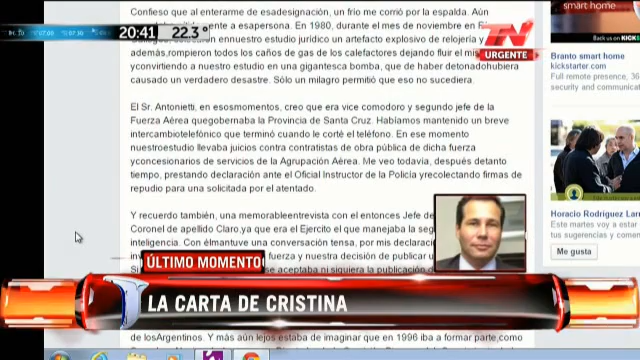 Confieso que al enterarme de esadesignación, un frío me corrió por la espalda. Aún
20:41 22.3°
TN
URGENTE
ente a esapersona. En 1980, durante el mes de noviembre en
en nuestro estudio jurídico un artefacto explosivo de relojería y
además,rompieron todos los caños de gas de los calefactores dejando fluir el
yconvirtiendo a nuestro estudio en una gigantesca bomba, que de haber detonadohubiera
causado un verdadero desastre. Sólo un milagro permitió que eso no sucediera.
El Sr. Antonietti, en esosmomentos, creo que era vice comodoro y segundo jefe de la
Fuerza Aérea quegobernaba la Provincia de Santa Cruz. Habíamos mantenido un breve
intercambiotelefónico que terminó cuando le corté el teléfono. En ese momento
nuestroestudio llevaba juicios contra contratistas de obra pública de dicha fuerza
yconcesionarios de servicios de la Agrupación Aérea. Me veo todavía, después detanto
tiempo, prestando declaración ante el Oficial Instructor de la Policía yrecolectando firmas de
repudio para una solicitada por el atentado.
Y recuerdo también, una memorableentrevista con el entonces Jefe de
Coronel de apellido Claro,ya que era el Ejercito el que manejaba la
inteligencia. Con élmantuve una conversación tensa, por mis
fuerza y nuestra decisión de publicar
se aceptaba ni siquiera la publicación
ÚLTIMO MOMENTO
LA CARTA DE CRISTINA
de losArgentinos. Y más aún lejos estaba de imaginar que en 1996 iba a formar parte,como
smart home
Branto smart home
kickstarter.com
Full remote presence, 36
security and communicat
Horacio Rodríguez Larr
Este martes voy a estar
tus sugerencias y comen
Me gusta